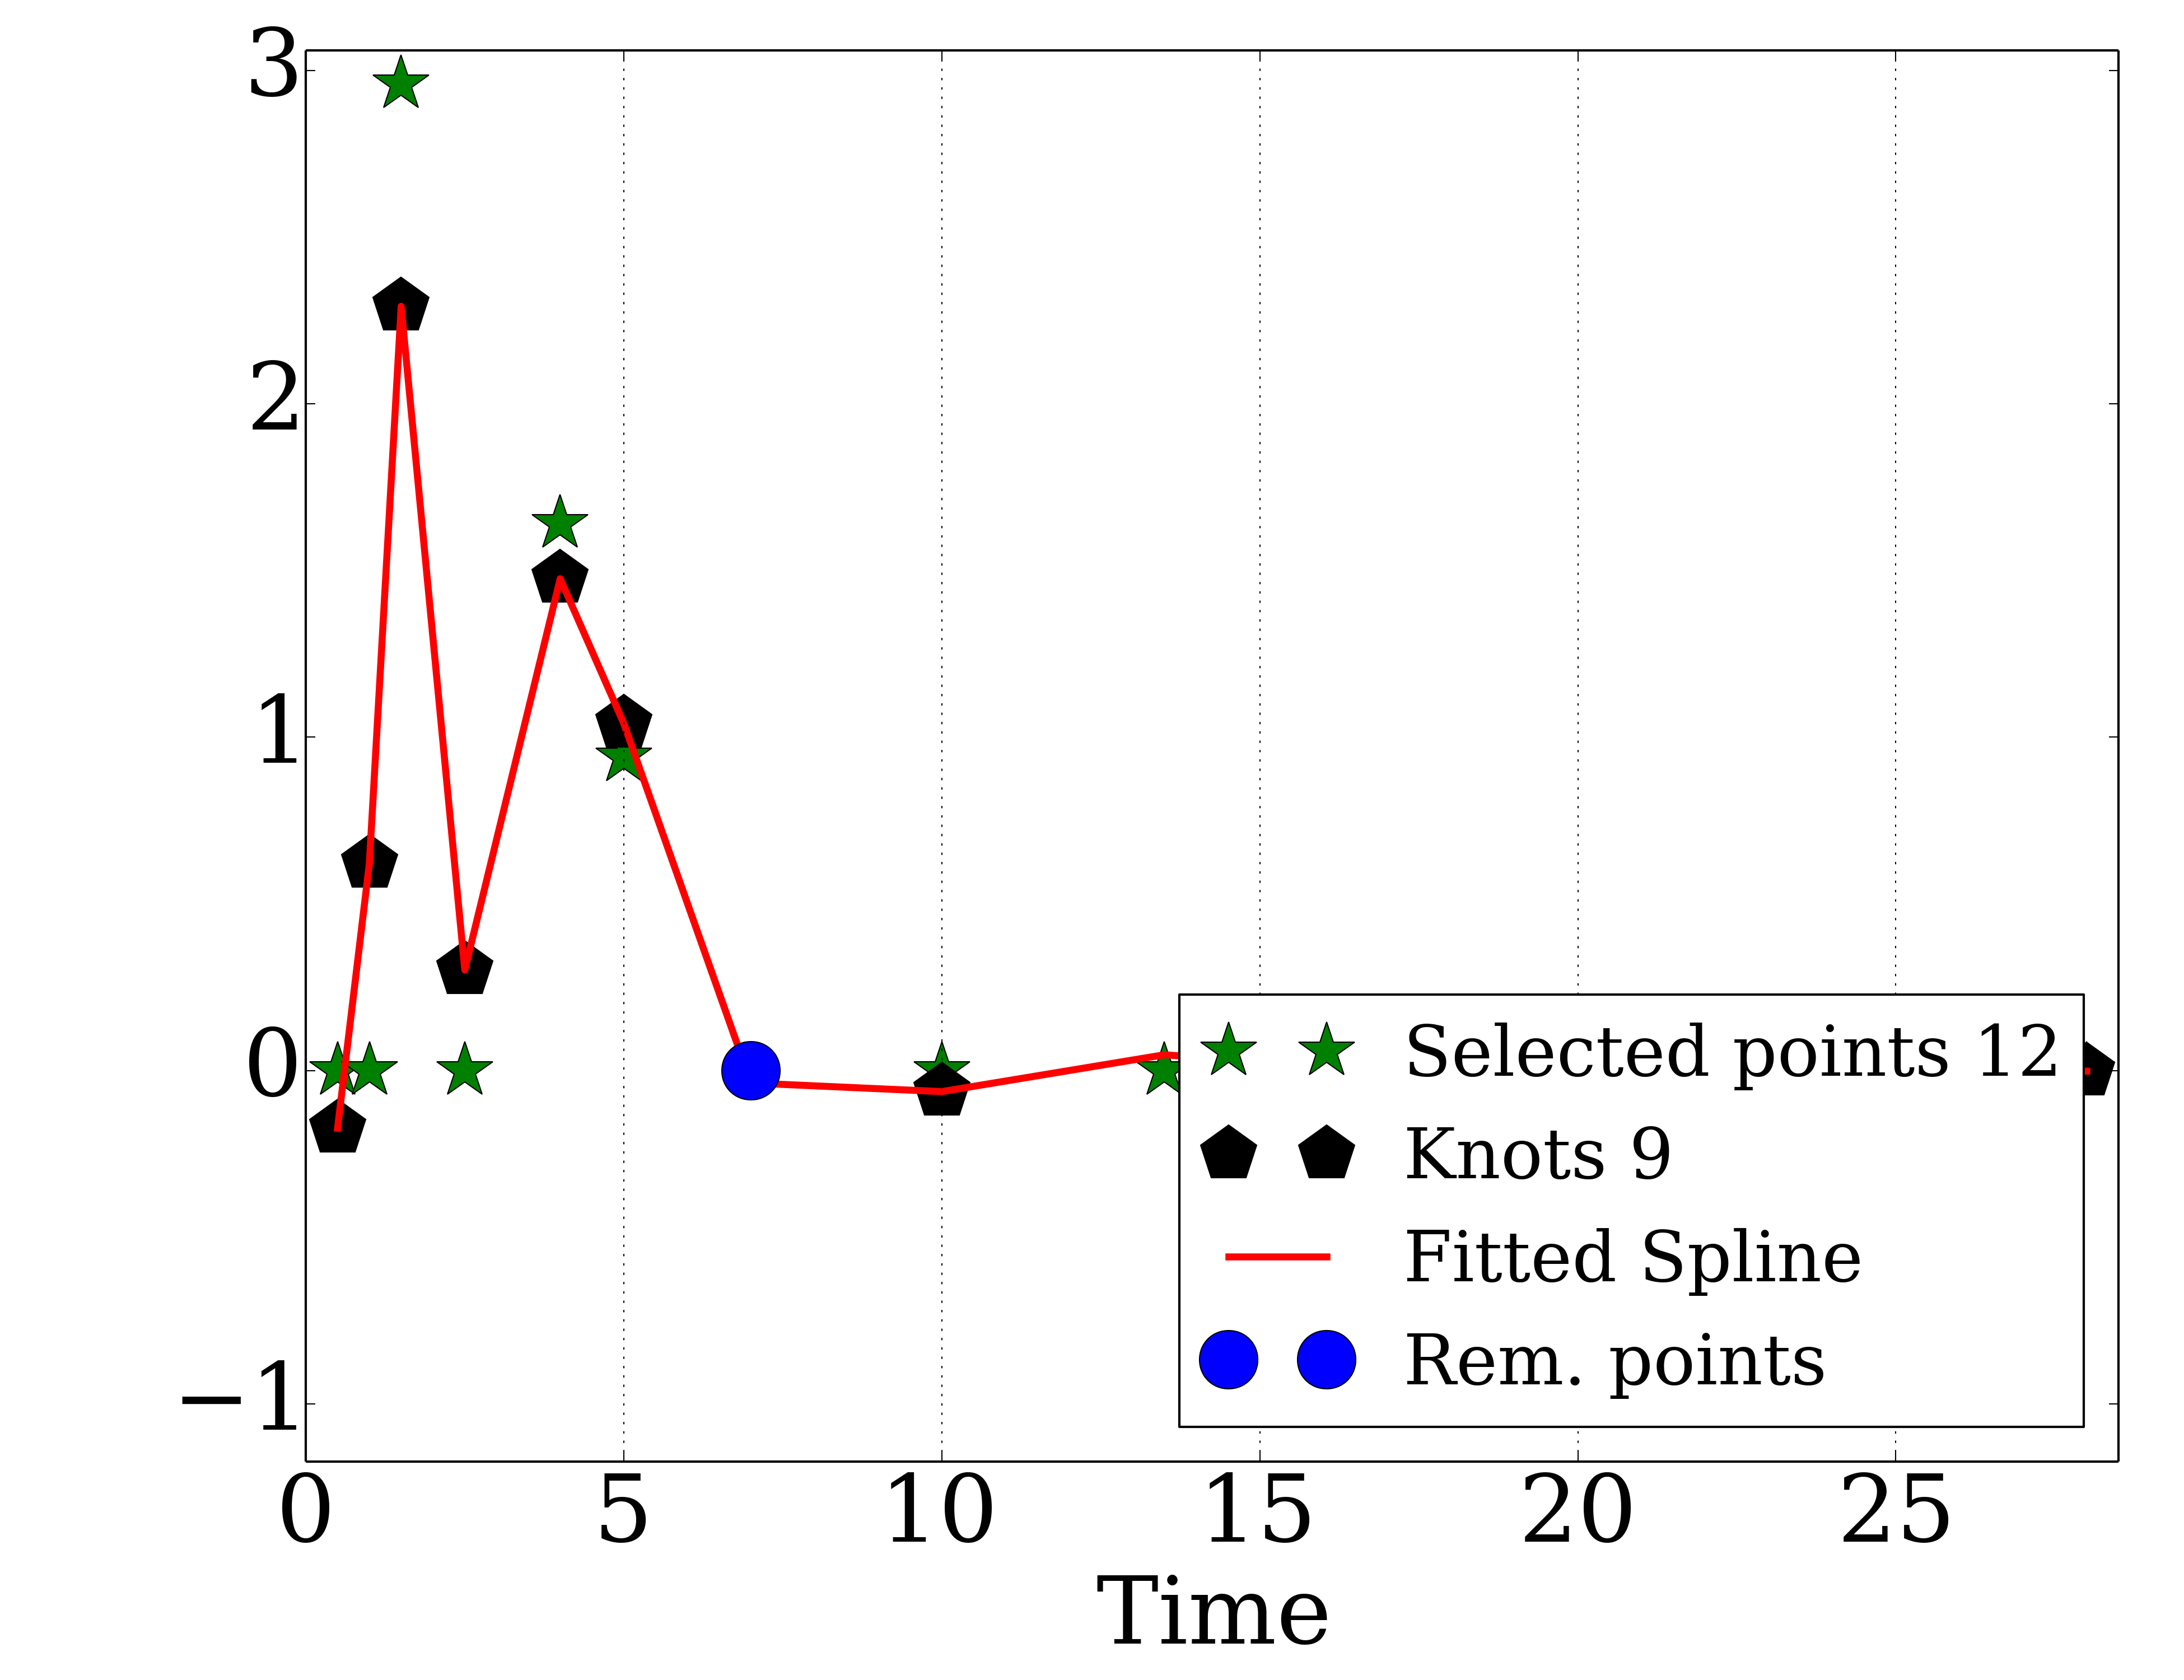 3
2
1
0
−1
Selected points 12
Knots 9
Fitted Spline
Rem. points
0 5 10 15 20 25
Time